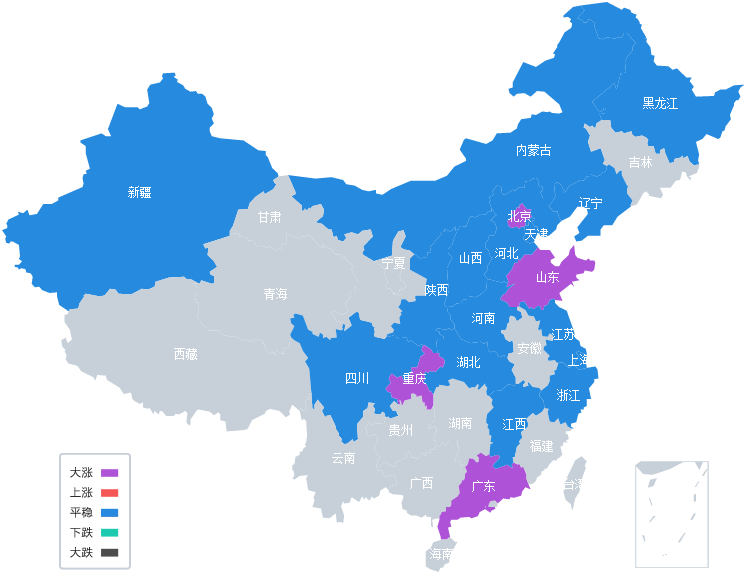 黑龙江
内蒙古
吉林
新疆
辽宁
北京
甘肃
天津
河北
山西
宁夏
山东
陕西
青海
河南
江苏
安徽
西藏
上海
湖北
四川
重庆
浙江
湖南
江西
贵州
福建
云南
广西
广东
台湾
海南
大涨
上涨
平稳
下跌
大跌